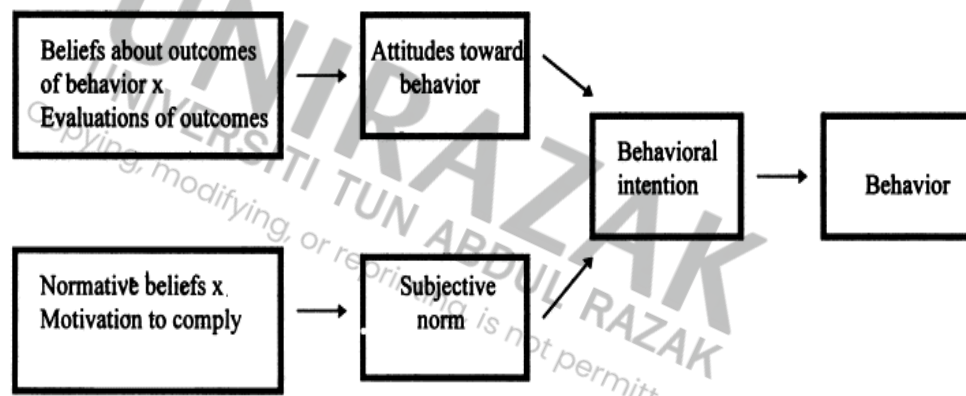 Beliefs about outcomes
of behavior x
Evaluations of outcomes
Attitudes toward
behavior
Behavioral
intention
Behavior
Normative beliefs x
Motivation to comply
Subjective
norm
UNIRAZAK
UNIVERSITI TUN ABDUL RAZAK
Copying, modifying, or reprinting, is not permitt